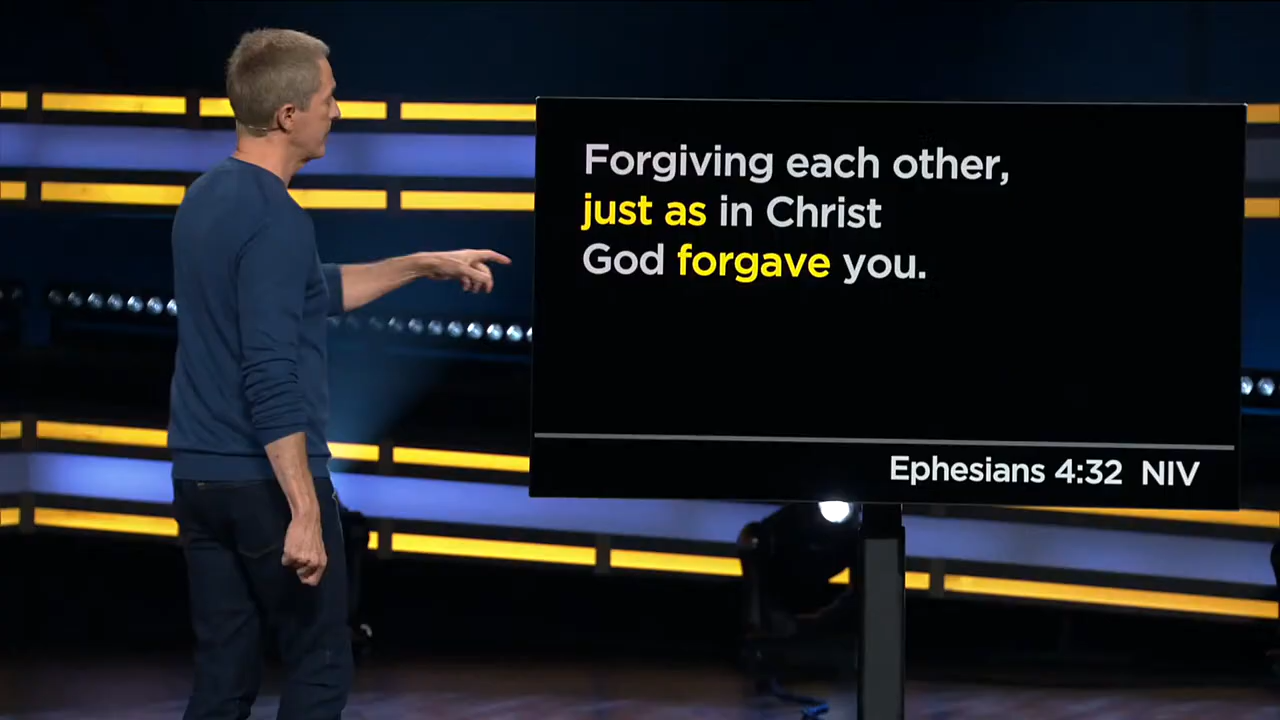 Forgiving each other,
just as in Christ
God forgave you.
Ephesians 4:32 NIV